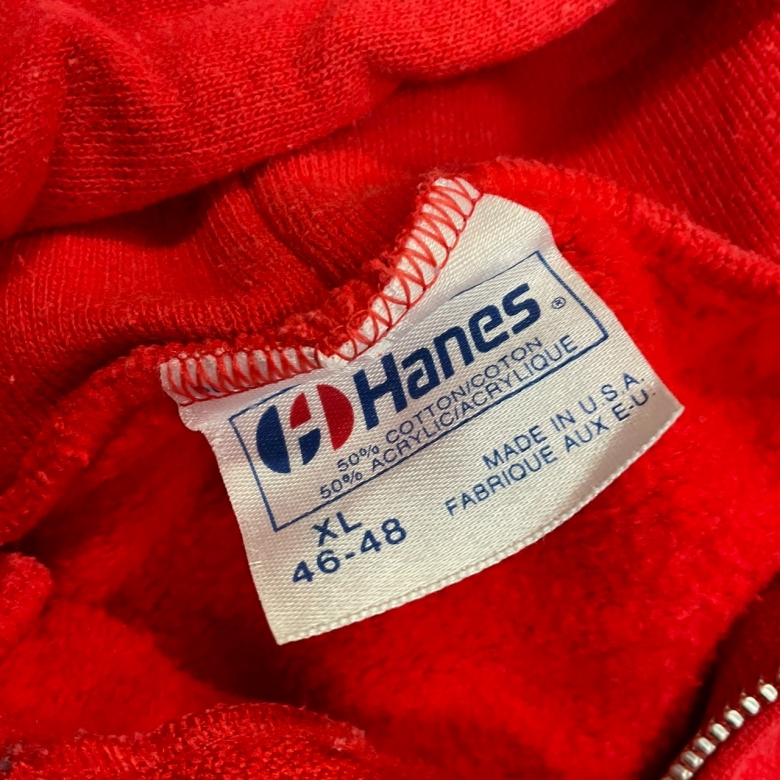 Hanes®
50% COTTON/COTON
50% ACRYLIC/ACRYLIQUE
XL
46-48
MADE IN U.S.A.
FABRIQUE AUX E-U.